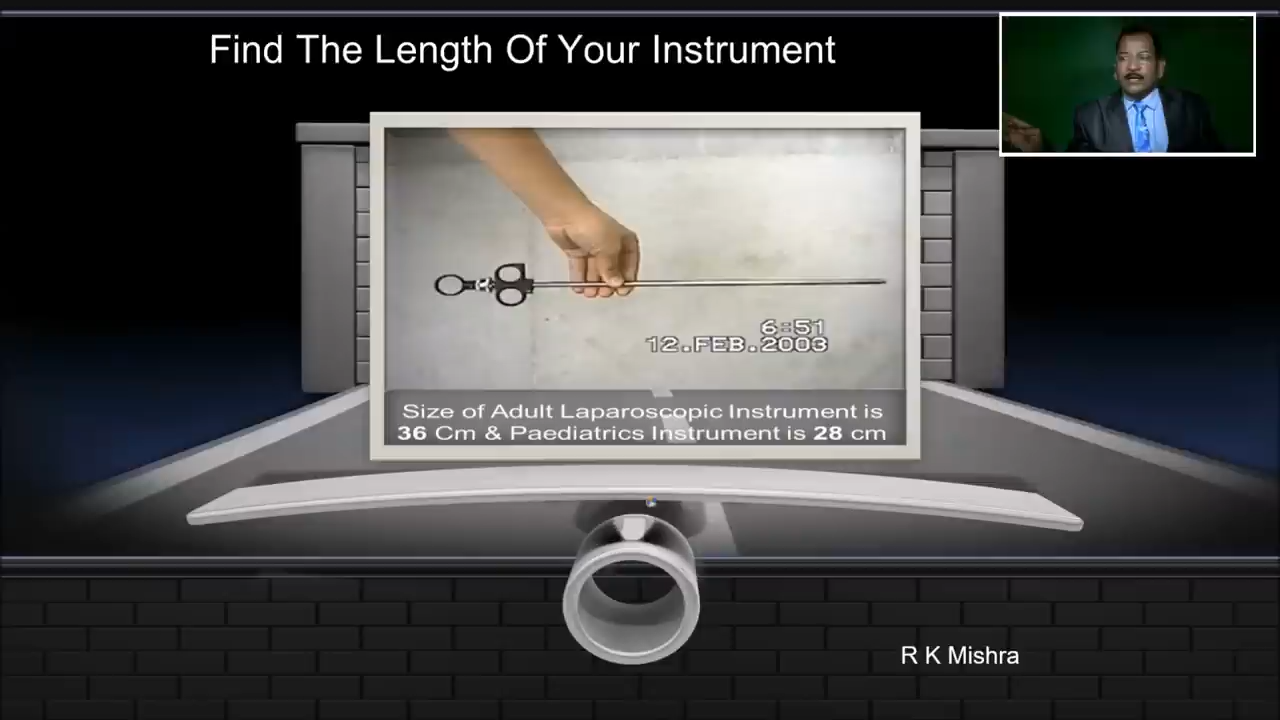 Find The Length Of Your Instrument
6:51
12.FEB.2003
Size of Adult Laparoscopic Instrument is
36 Cm & Paediatrics Instrument is 28 cm
R K Mishra